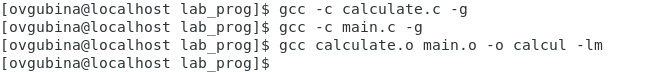 [ovgubina@localhost lab_prog]$ gcc -c calculate.c -g
[ovgubina@localhost lab_prog]$ gcc -c main.c -g
[ovgubina@localhost lab_prog]$ gcc calculate.o main.o -o calcul -lm
[ovgubina@localhost lab_prog]$